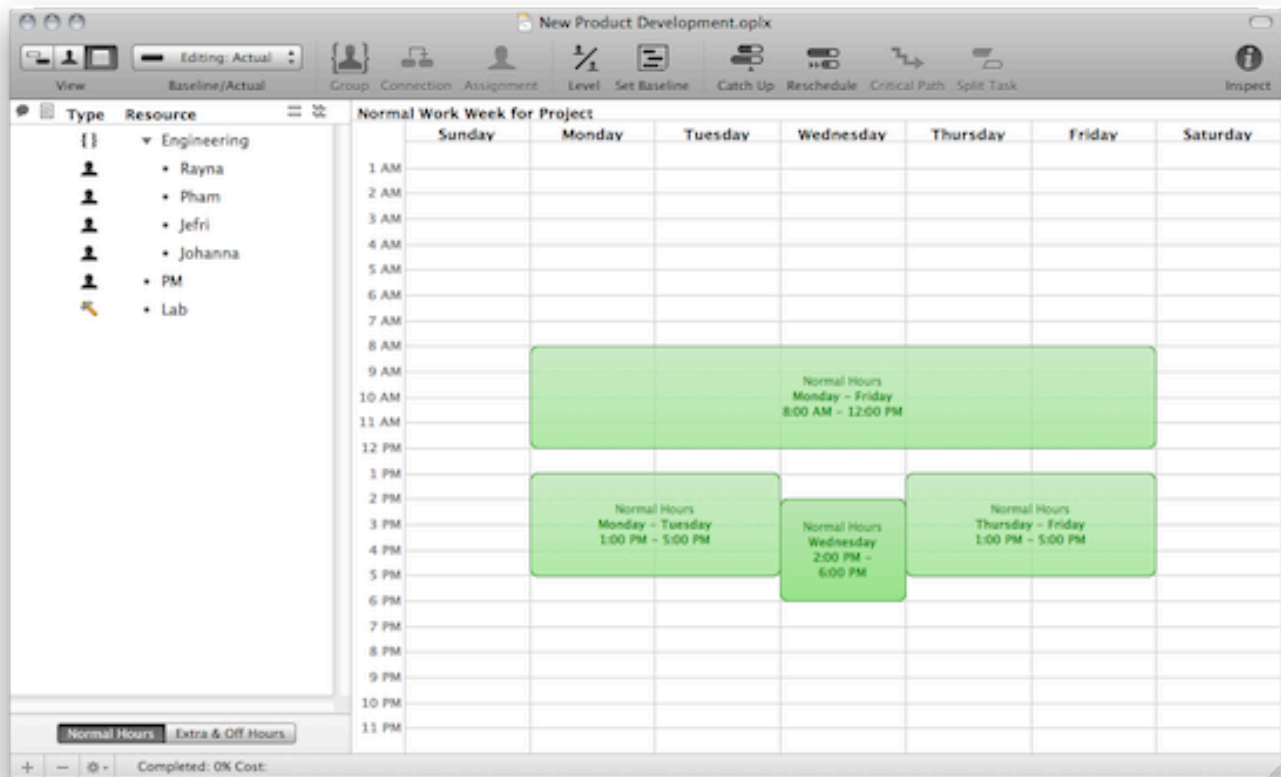 New Product Development.oplx
Editing: Actual
View Baseline/Actual Group Connection Assignment Level Set Baseline Catch Up Reschedule Critical Path Split Task Inspect
Type Resource
{} Engineering
• Rayna
• Pham
• Jefri
• Johanna
• PM
• Lab
Normal Hours Extra & Off Hours
Completed: 0% Cost:
Normal Work Week for Project
Sunday Monday Tuesday Wednesday Thursday Friday Saturday
1 AM
2 AM
3 AM
4 AM
5 AM
6 AM
7 AM
8 AM
9 AM
10 AM
11 AM
12 PM
1 PM
2 PM
3 PM
4 PM
5 PM
6 PM
7 PM
8 PM
9 PM
10 PM
11 PM
Normal Hours
Monday – Friday
8:00 AM – 12:00 PM
Normal Hours
Monday – Tuesday
1:00 PM – 5:00 PM
Normal Hours
Wednesday
2:00 PM –
6:00 PM
Normal Hours
Thursday – Friday
1:00 PM – 5:00 PM